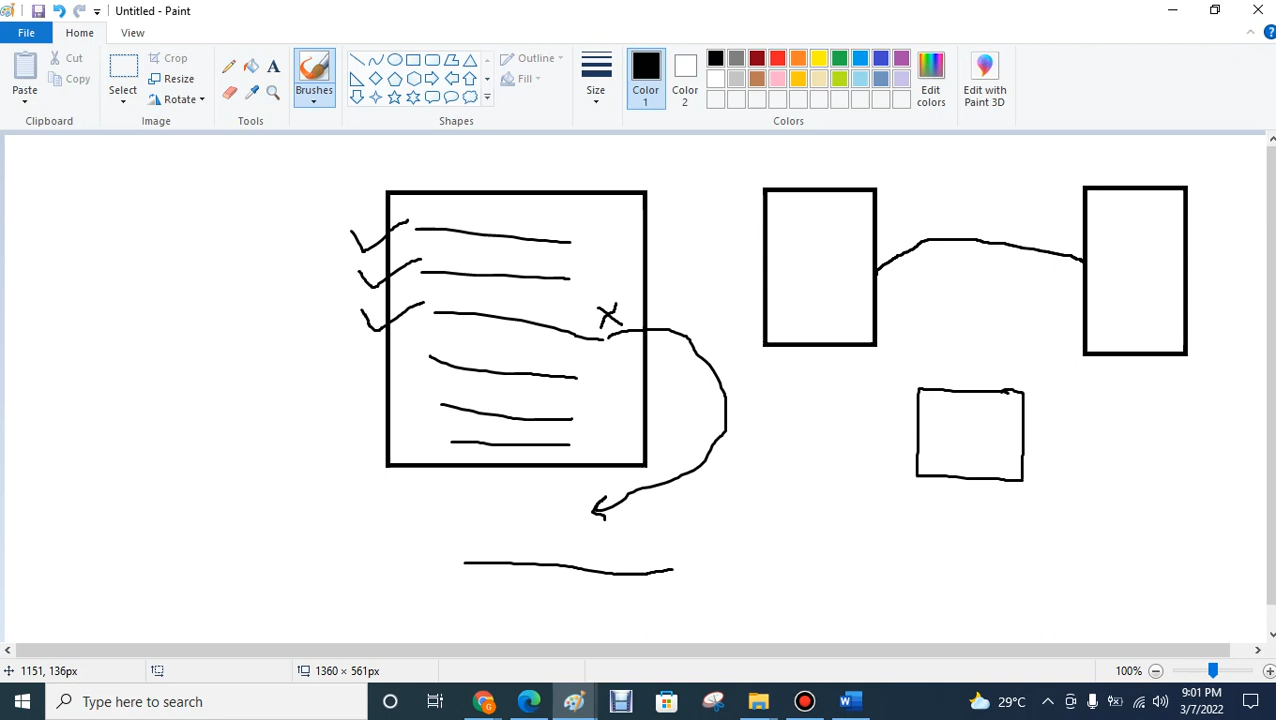 Untitled - Paint
File
Home
View
Paste
Cut
Copy
Clipboard
Select
Crop
Resize
Rotate
Image
A
Tools
Brushes
Outline
Fill
Shapes
Size
Color
1
Color
2
Edit
colors
Colors
Edit with
Paint 3D
X
1151, 136px
1360 × 561px
100%
Type here to search
29°C
9:01 PM
3/7/2022